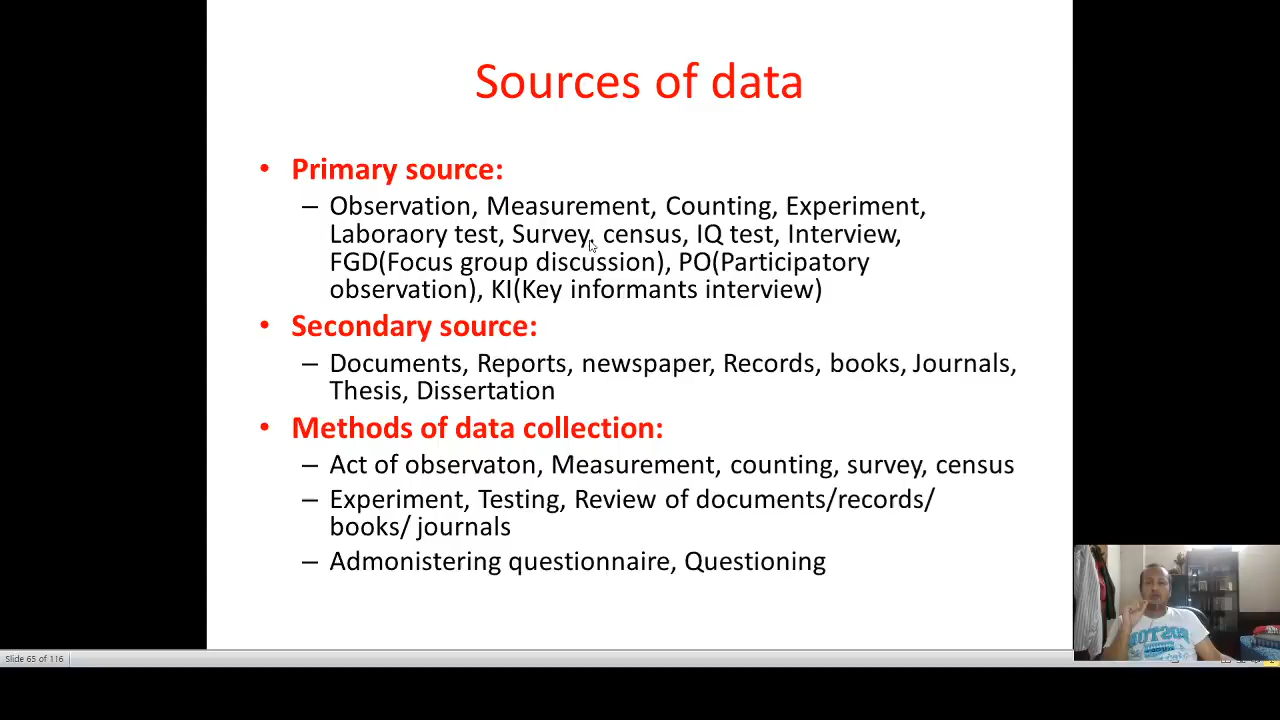 Sources of data
• Primary source:
– Observation, Measurement, Counting, Experiment,
Laboraory test, Survey, census, IQ test, Interview,
FGD(Focus group discussion), PO(Participatory
observation), KI(Key informants interview)
• Secondary source:
– Documents, Reports, newspaper, Records, books, Journals,
Thesis, Dissertation
• Methods of data collection:
– Act of observaton, Measurement, counting, survey, census
– Experiment, Testing, Review of documents/records/
books/ journals
– Admonistering questionnaire, Questioning
Slide 65 of 116